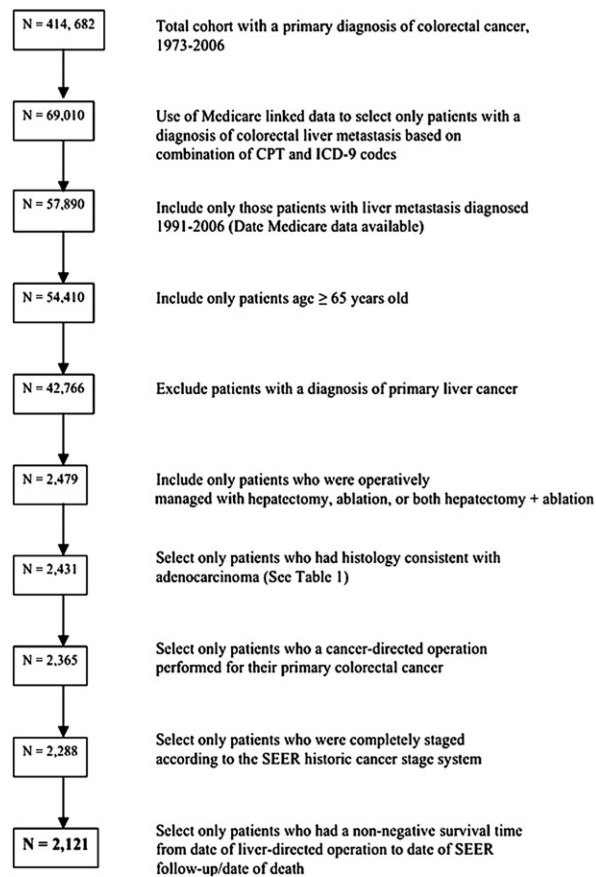 N = 414, 682
Total cohort with a primary diagnosis of colorectal cancer,
1973-2006
N = 69,010
Use of Medicare linked data to select only patients with a
diagnosis of colorectal liver metastasis based on
combination of CPT and ICD-9 codes
N = 57,890
Include only those patients with liver metastasis diagnosed
1991-2006 (Date Medicare data available)
N = 54,410
Include only patients age ≥ 65 years old
N = 42,766
Exclude patients with a diagnosis of primary liver cancer
N = 2,479
Include only patients who were operatively
managed with hepatectomy, ablation, or both hepatectomy + ablation
N = 2,431
Select only patients who had histology consistent with
adenocarcinoma (See Table 1)
N = 2,365
Select only patients who a cancer-directed operation
performed for their primary colorectal cancer
N = 2,288
Select only patients who were completely staged
according to the SEER historic cancer stage system
N = 2,121
Select only patients who had a non-negative survival time
from date of liver-directed operation to date of SEER
follow-up/date of death